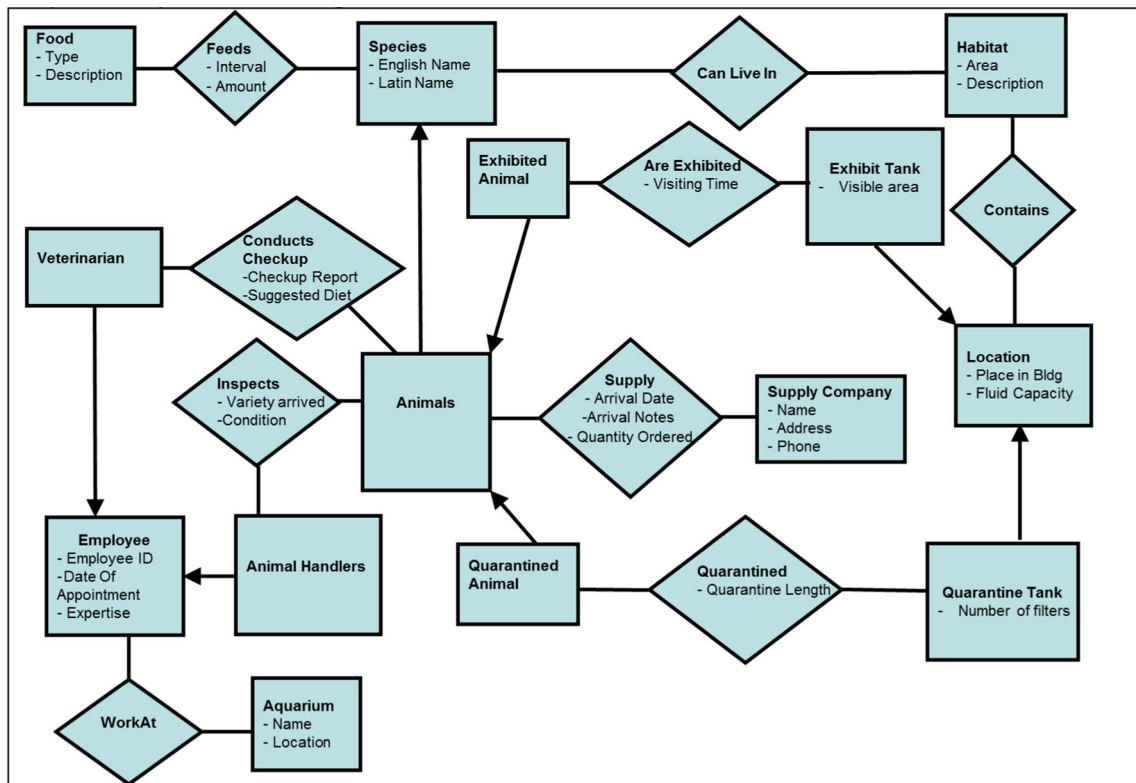 Food
- Type
- Description
Feeds
- Interval
- Amount
Species
- English Name
- Latin Name
Can Live In
Habitat
- Area
- Description
Exhibited
Animal
Are Exhibited
- Visiting Time
Exhibit Tank
- Visible area
Contains
Veterinarian
Conducts
Checkup
-Checkup Report
-Suggested Diet
Inspects
- Variety arrived
-Condition
Animals
Supply
- Arrival Date
-Arrival Notes
- Quantity Ordered
Supply Company
- Name
- Address
- Phone
Location
- Place in Bldg
- Fluid Capacity
Employee
- Employee ID
-Date Of
Appointment
- Expertise
Animal Handlers
Quarantined
Animal
Quarantined
- Quarantine Length
Quarantine Tank
- Number of filters
WorkAt
Aquarium
- Name
- Location